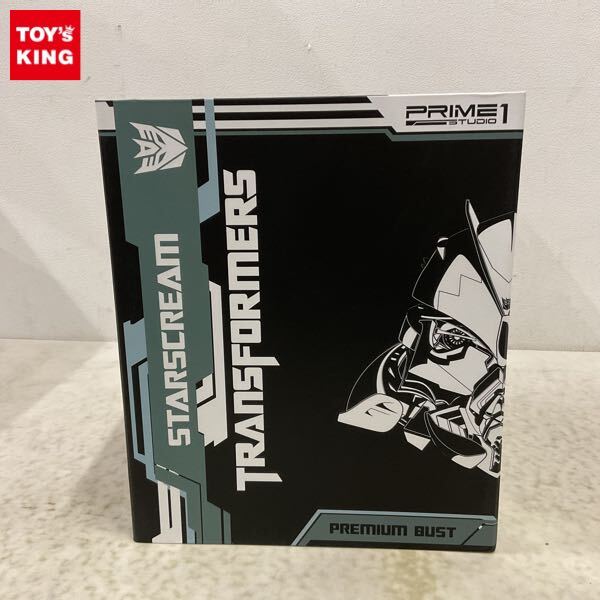 TOY's
KING
PRIME 1
STUDIO
STARSCREAM
TRANSFORMERS
PREMIUM BUST